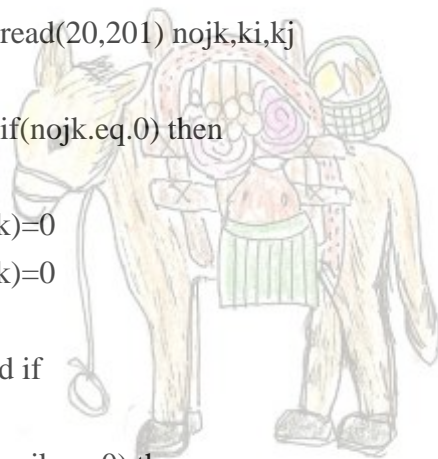 read(20,201) nojk,ki,kj
if(nojk.eq.0) then
k)=0
k)=0
d if